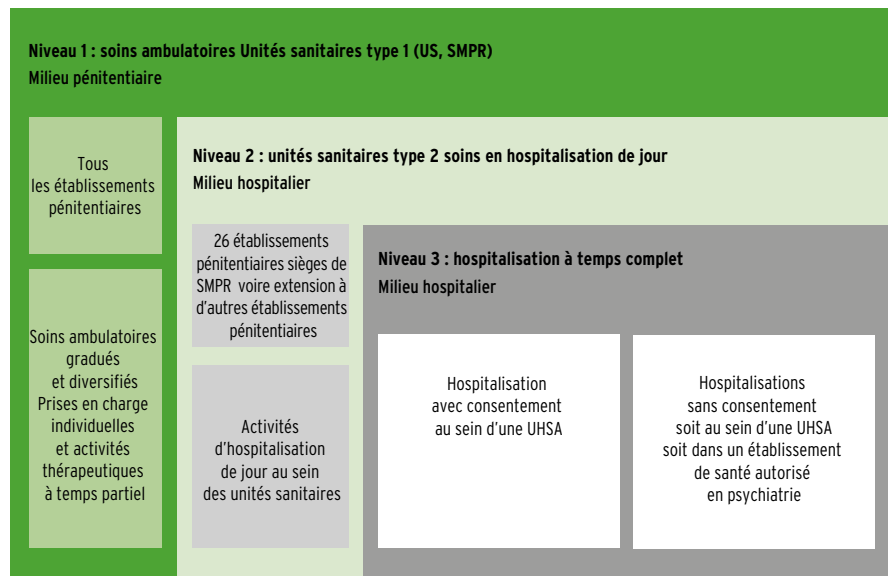 Niveau 1 : soins ambulatoires Unités sanitaires type 1 (US, SMPR)
Milieu pénitentiaire
Tous
les établissements
pénitentiaires
Soins ambulatoires
gradués
et diversifiés
Prises en charge
individuelles
et activités
thérapeutiques
à temps partiel
Niveau 2 : unités sanitaires type 2 soins en hospitalisation de jour
Milieu hospitalier
26 établissements
pénitentiaires sièges de
SMPR voire extension à
d'autres établissements
pénitentiaires
Activités
d'hospitalisation
de jour au sein
des unités sanitaires
Niveau 3 : hospitalisation à temps complet
Milieu hospitalier
Hospitalisation
avec consentement
au sein d'une UHSA
Hospitalisations
sans consentement
soit au sein d'une UHSA
soit dans un établissement
de santé autorisé
en psychiatrie